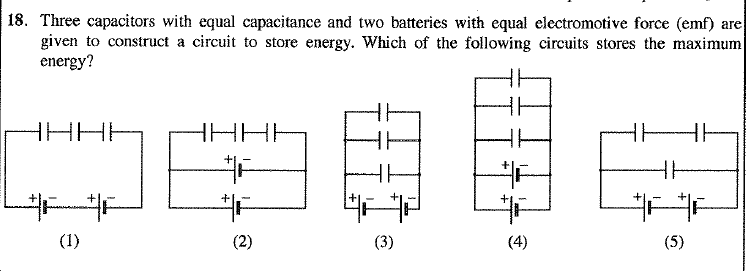 18. Three capacitors with equal capacitance and two batteries with equal electromotive force (emf) are
given to construct a circuit to store energy. Which of the following circuits stores the maximum
energy?
+ − + −
+ −
+ −
+ − + −
+ −
+ −
+ − + −
(1) (2) (3) (4) (5)